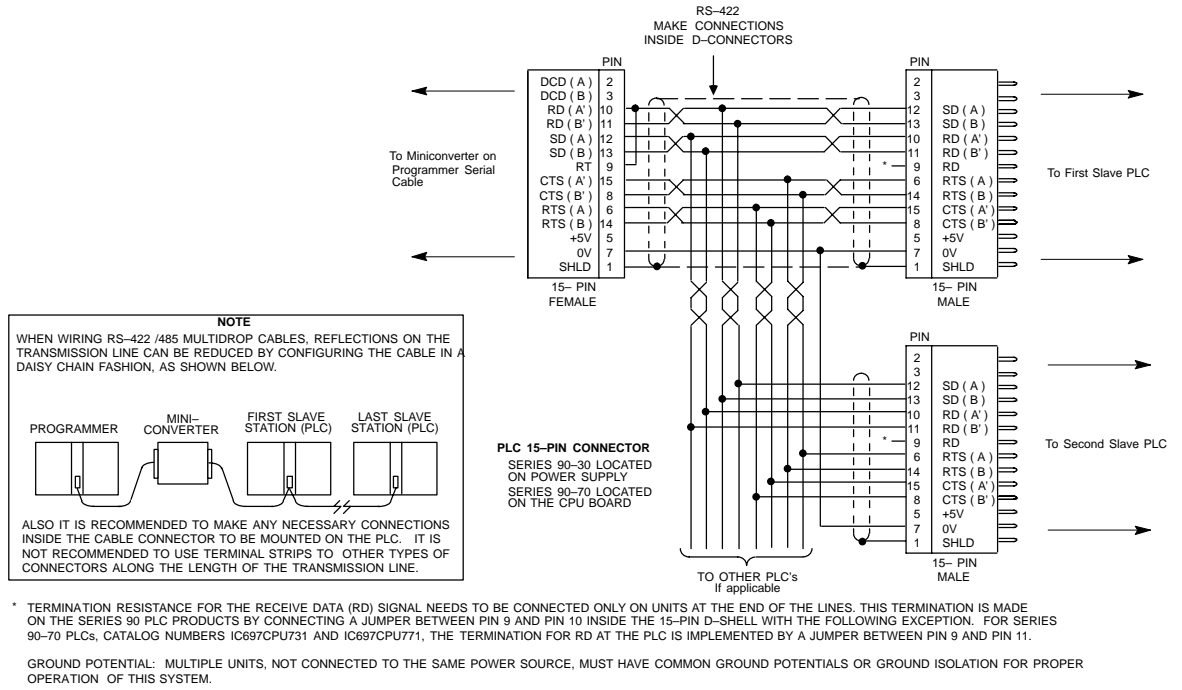 RS–422
MAKE CONNECTIONS
INSIDE D–CONNECTORS
PIN
DCD ( A ) 2
DCD ( B ) 3
RD ( A' ) 10
RD ( B' ) 11
SD ( A ) 12
SD ( B ) 13
RT 9
CTS ( A' ) 15
CTS ( B' ) 8
RTS ( A ) 6
RTS ( B ) 14
+5V 5
0V 7
SHLD 1
15– PIN
FEMALE
To Miniconverter on
Programmer Serial
Cable
PIN
2
3
12 SD ( A )
13 SD ( B )
10 RD ( A' )
11 RD ( B' )
* 9 RD
6 RTS ( A )
14 RTS ( B )
15 CTS ( A' )
8 CTS ( B' )
5 +5V
7 0V
1 SHLD
15– PIN
MALE
To First Slave PLC
PIN
2
3
12 SD ( A )
13 SD ( B )
10 RD ( A' )
11 RD ( B' )
* 9 RD
6 RTS ( A )
14 RTS ( B )
15 CTS ( A' )
8 CTS ( B' )
5 +5V
7 0V
1 SHLD
15– PIN
MALE
To Second Slave PLC
PLC 15–PIN CONNECTOR
SERIES 90–30 LOCATED
ON POWER SUPPLY
SERIES 90–70 LOCATED
ON THE CPU BOARD
TO OTHER PLC's
If applicable
NOTE
WHEN WIRING RS–422 /485 MULTIDROP CABLES, REFLECTIONS ON THE
TRANSMISSION LINE CAN BE REDUCED BY CONFIGURING THE CABLE IN A
DAISY CHAIN FASHION, AS SHOWN BELOW.
PROGRAMMER
MINI–
CONVERTER
FIRST SLAVE
STATION (PLC)
LAST SLAVE
STATION (PLC)
ALSO IT IS RECOMMENDED TO MAKE ANY NECESSARY CONNECTIONS
INSIDE THE CABLE CONNECTOR TO BE MOUNTED ON THE PLC. IT IS
NOT RECOMMENDED TO USE TERMINAL STRIPS TO OTHER TYPES OF
CONNECTORS ALONG THE LENGTH OF THE TRANSMISSION LINE.
* TERMINATION RESISTANCE FOR THE RECEIVE DATA (RD) SIGNAL NEEDS TO BE CONNECTED ONLY ON UNITS AT THE END OF THE LINES. THIS TERMINATION IS MADE
ON THE SERIES 90 PLC PRODUCTS BY CONNECTING A JUMPER BETWEEN PIN 9 AND PIN 10 INSIDE THE 15–PIN D–SHELL WITH THE FOLLOWING EXCEPTION. FOR SERIES
90–70 PLCs, CATALOG NUMBERS IC697CPU731 AND IC697CPU771, THE TERMINATION FOR RD AT THE PLC IS IMPLEMENTED BY A JUMPER BETWEEN PIN 9 AND PIN 11.
GROUND POTENTIAL: MULTIPLE UNITS, NOT CONNECTED TO THE SAME POWER SOURCE, MUST HAVE COMMON GROUND POTENTIALS OR GROUND ISOLATION FOR PROPER
OPERATION OF THIS SYSTEM.